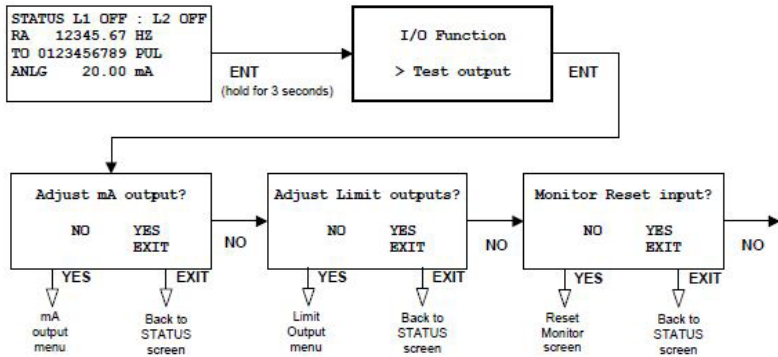 STATUS L1 OFF : L2 OFF
RA 12345.67 HZ
TO 0123456789 PUL
ANLG 20.00 mA
ENT
(hold for 3 seconds)
I/O Function
> Test output
ENT
Adjust mA output?
NO YES
EXIT
NO
YES
EXIT
mA
output
menu
Back to
STATUS
screen
Adjust Limit outputs?
NO YES
EXIT
NO
YES
EXIT
Limit
Output
menu
Back to
STATUS
screen
Monitor Reset input?
NO YES
EXIT
NO
YES
EXIT
Reset
Monitor
screen
Back to
STATUS
screen